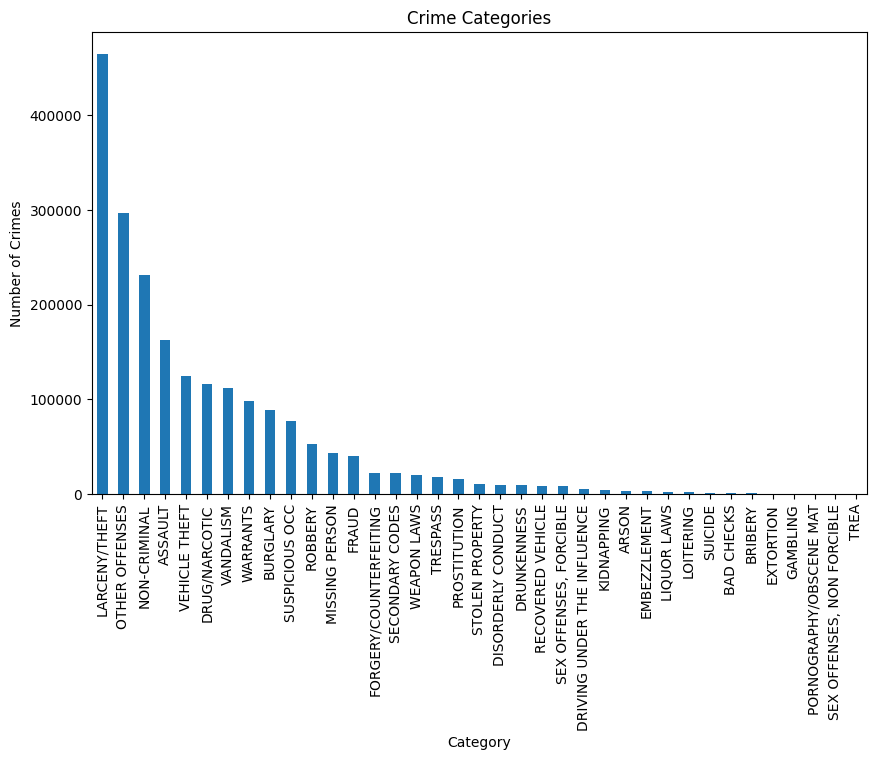 Crime Categories
Number of Crimes
400000
300000
200000
100000
0
LARCENY/THEFT
OTHER OFFENSES
NON-CRIMINAL
ASSAULT
VEHICLE THEFT
DRUG/NARCOTIC
VANDALISM
WARRANTS
BURGLARY
SUSPICIOUS OCC
ROBBERY
MISSING PERSON
FRAUD
FORGERY/COUNTERFEITING
SECONDARY CODES
WEAPON LAWS
TRESPASS
PROSTITUTION
STOLEN PROPERTY
DISORDERLY CONDUCT
DRUNKENNESS
RECOVERED VEHICLE
SEX OFFENSES, FORCIBLE
DRIVING UNDER THE INFLUENCE
KIDNAPPING
ARSON
EMBEZZLEMENT
LIQUOR LAWS
LOITERING
SUICIDE
BAD CHECKS
BRIBERY
EXTORTION
GAMBLING
PORNOGRAPHY/OBSCENE MAT
SEX OFFENSES, NON FORCIBLE
TREA
Category